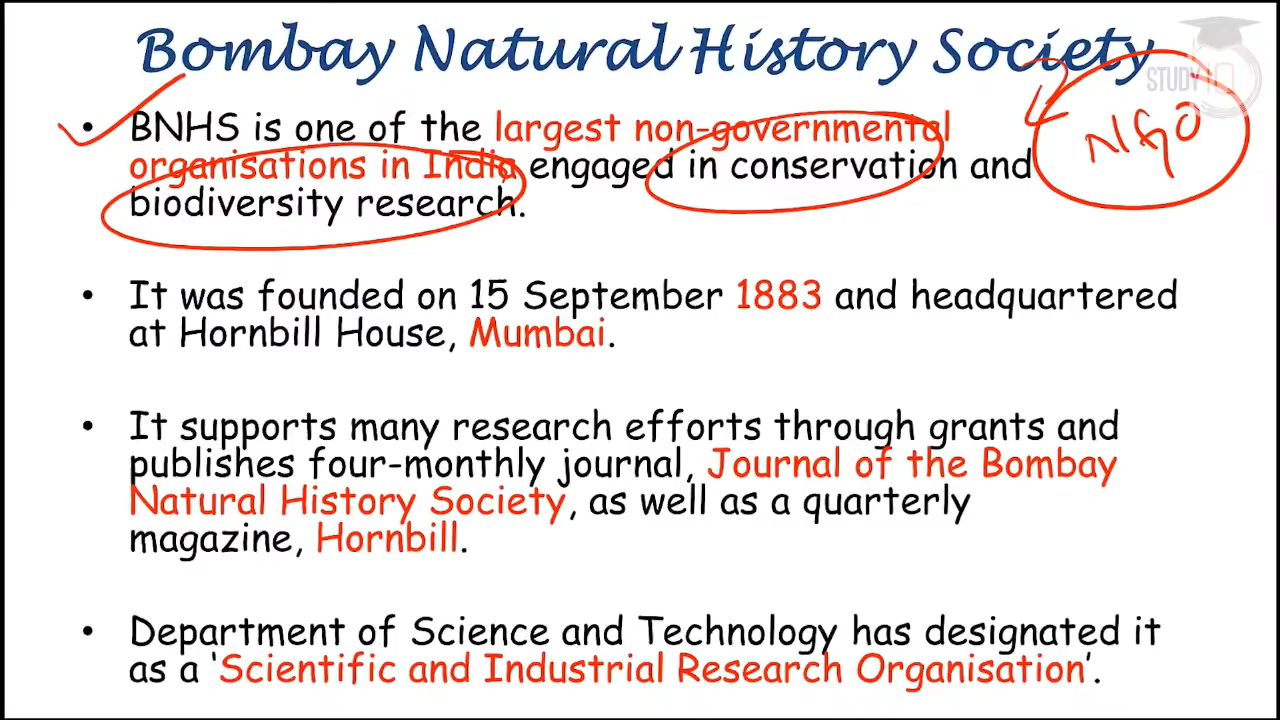 Bombay Natural History Society
STUDY IQ
NGO
• BNHS is one of the largest non-governmental
organisations in India engaged in conservation and
biodiversity research.
• It was founded on 15 September 1883 and headquartered
at Hornbill House, Mumbai.
• It supports many research efforts through grants and
publishes four-monthly journal, Journal of the Bombay
Natural History Society, as well as a quarterly
magazine, Hornbill.
• Department of Science and Technology has designated it
as a ‘Scientific and Industrial Research Organisation’.